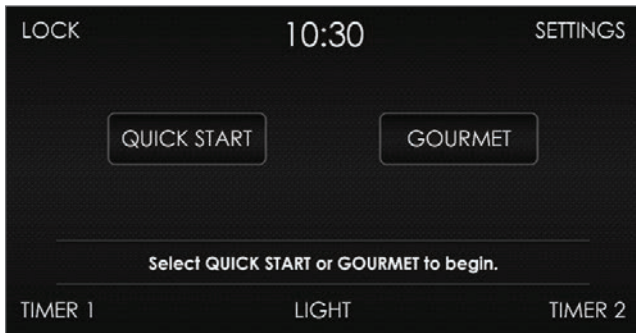 LOCK 10:30 SETTINGS
QUICK START GOURMET
Select QUICK START or GOURMET to begin.
TIMER 1 LIGHT TIMER 2